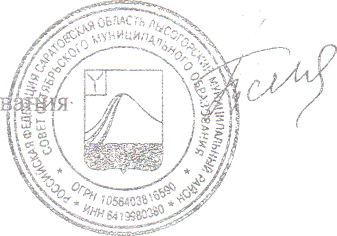 РОССИЙСКАЯ ФЕДЕРАЦИЯ САРАТОВСКАЯ ОБЛАСТЬ ЛЫСОГОРСКИЙ МУНИЦИПАЛЬНЫЙ РАЙОН
СОВЕТ ОКТЯБРЬСКОГО МУНИЦИПАЛЬНОГО ОБРАЗОВАНИЯ
вания
* ОГРН 1056403816590 *
* ИНН 6419980380 *